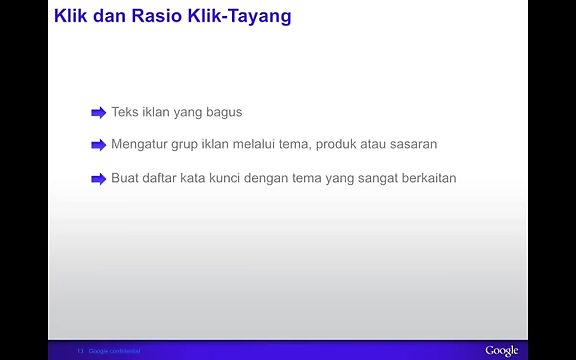 Klik dan Rasio Klik-Tayang
Teks iklan yang bagus
Mengatur grup iklan melalui tema, produk atau sasaran
Buat daftar kata kunci dengan tema yang sangat berkaitan
13 Google confidential
Google